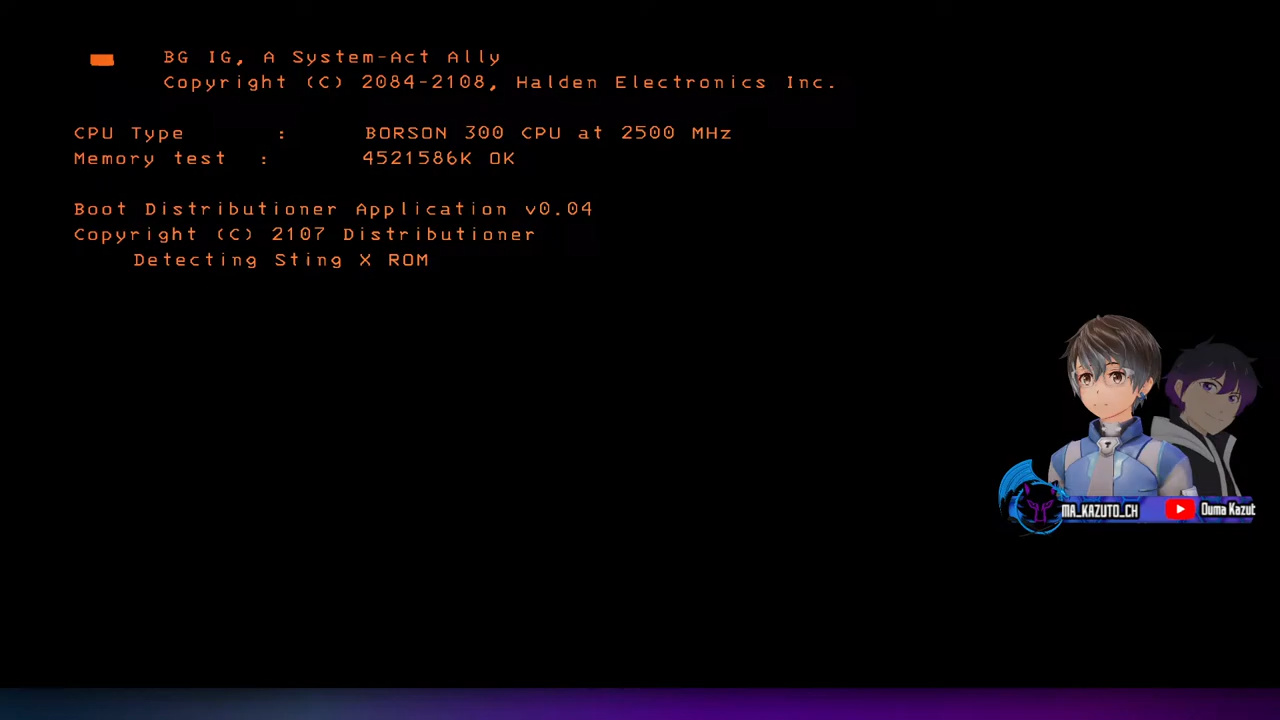 BG IG, A System-Act Ally
Copyright (C) 2084-2108, Halden Electronics Inc.
CPU Type : BORSON 300 CPU at 2500 MHz
Memory test : 4521586K OK
Boot Distributioner Application v0.04
Copyright (C) 2107 Distributioner
Detecting Sting X ROM
MA_KAZUTO_CH Ouma Kazut